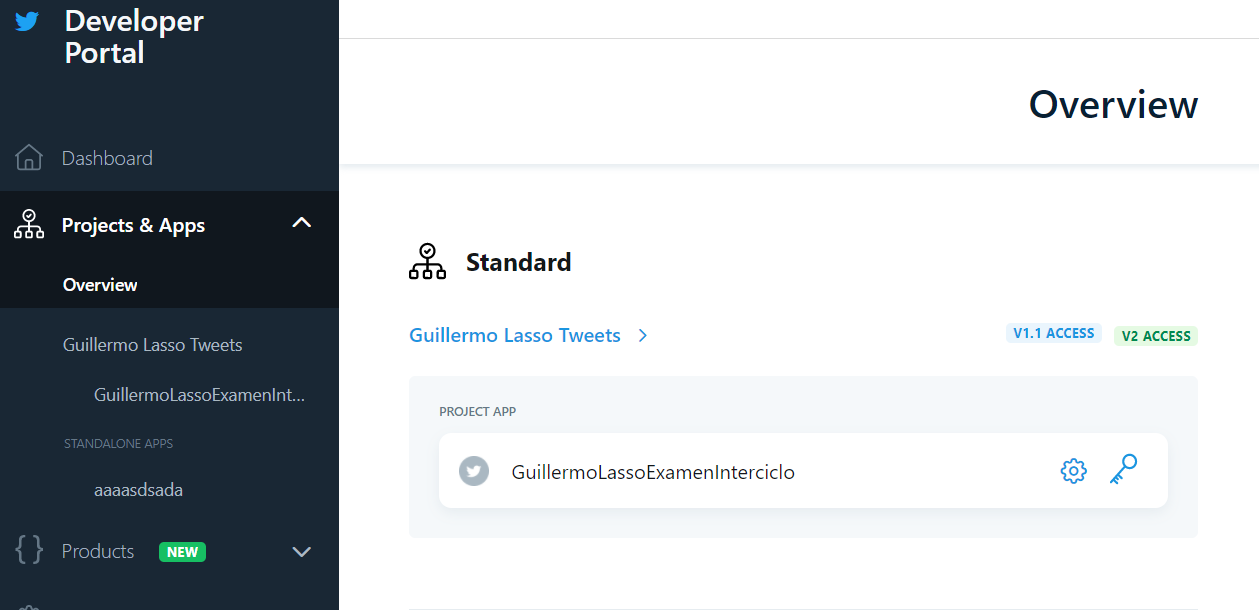 Developer
Portal
Dashboard
Projects & Apps
Overview
Guillermo Lasso Tweets
GuillermoLassoExamenInt...
STANDALONE APPS
aaaasdsada
Products NEW
Overview
Standard
Guillermo Lasso Tweets
V1.1 ACCESS V2 ACCESS
PROJECT APP
GuillermoLassoExamenInterciclo